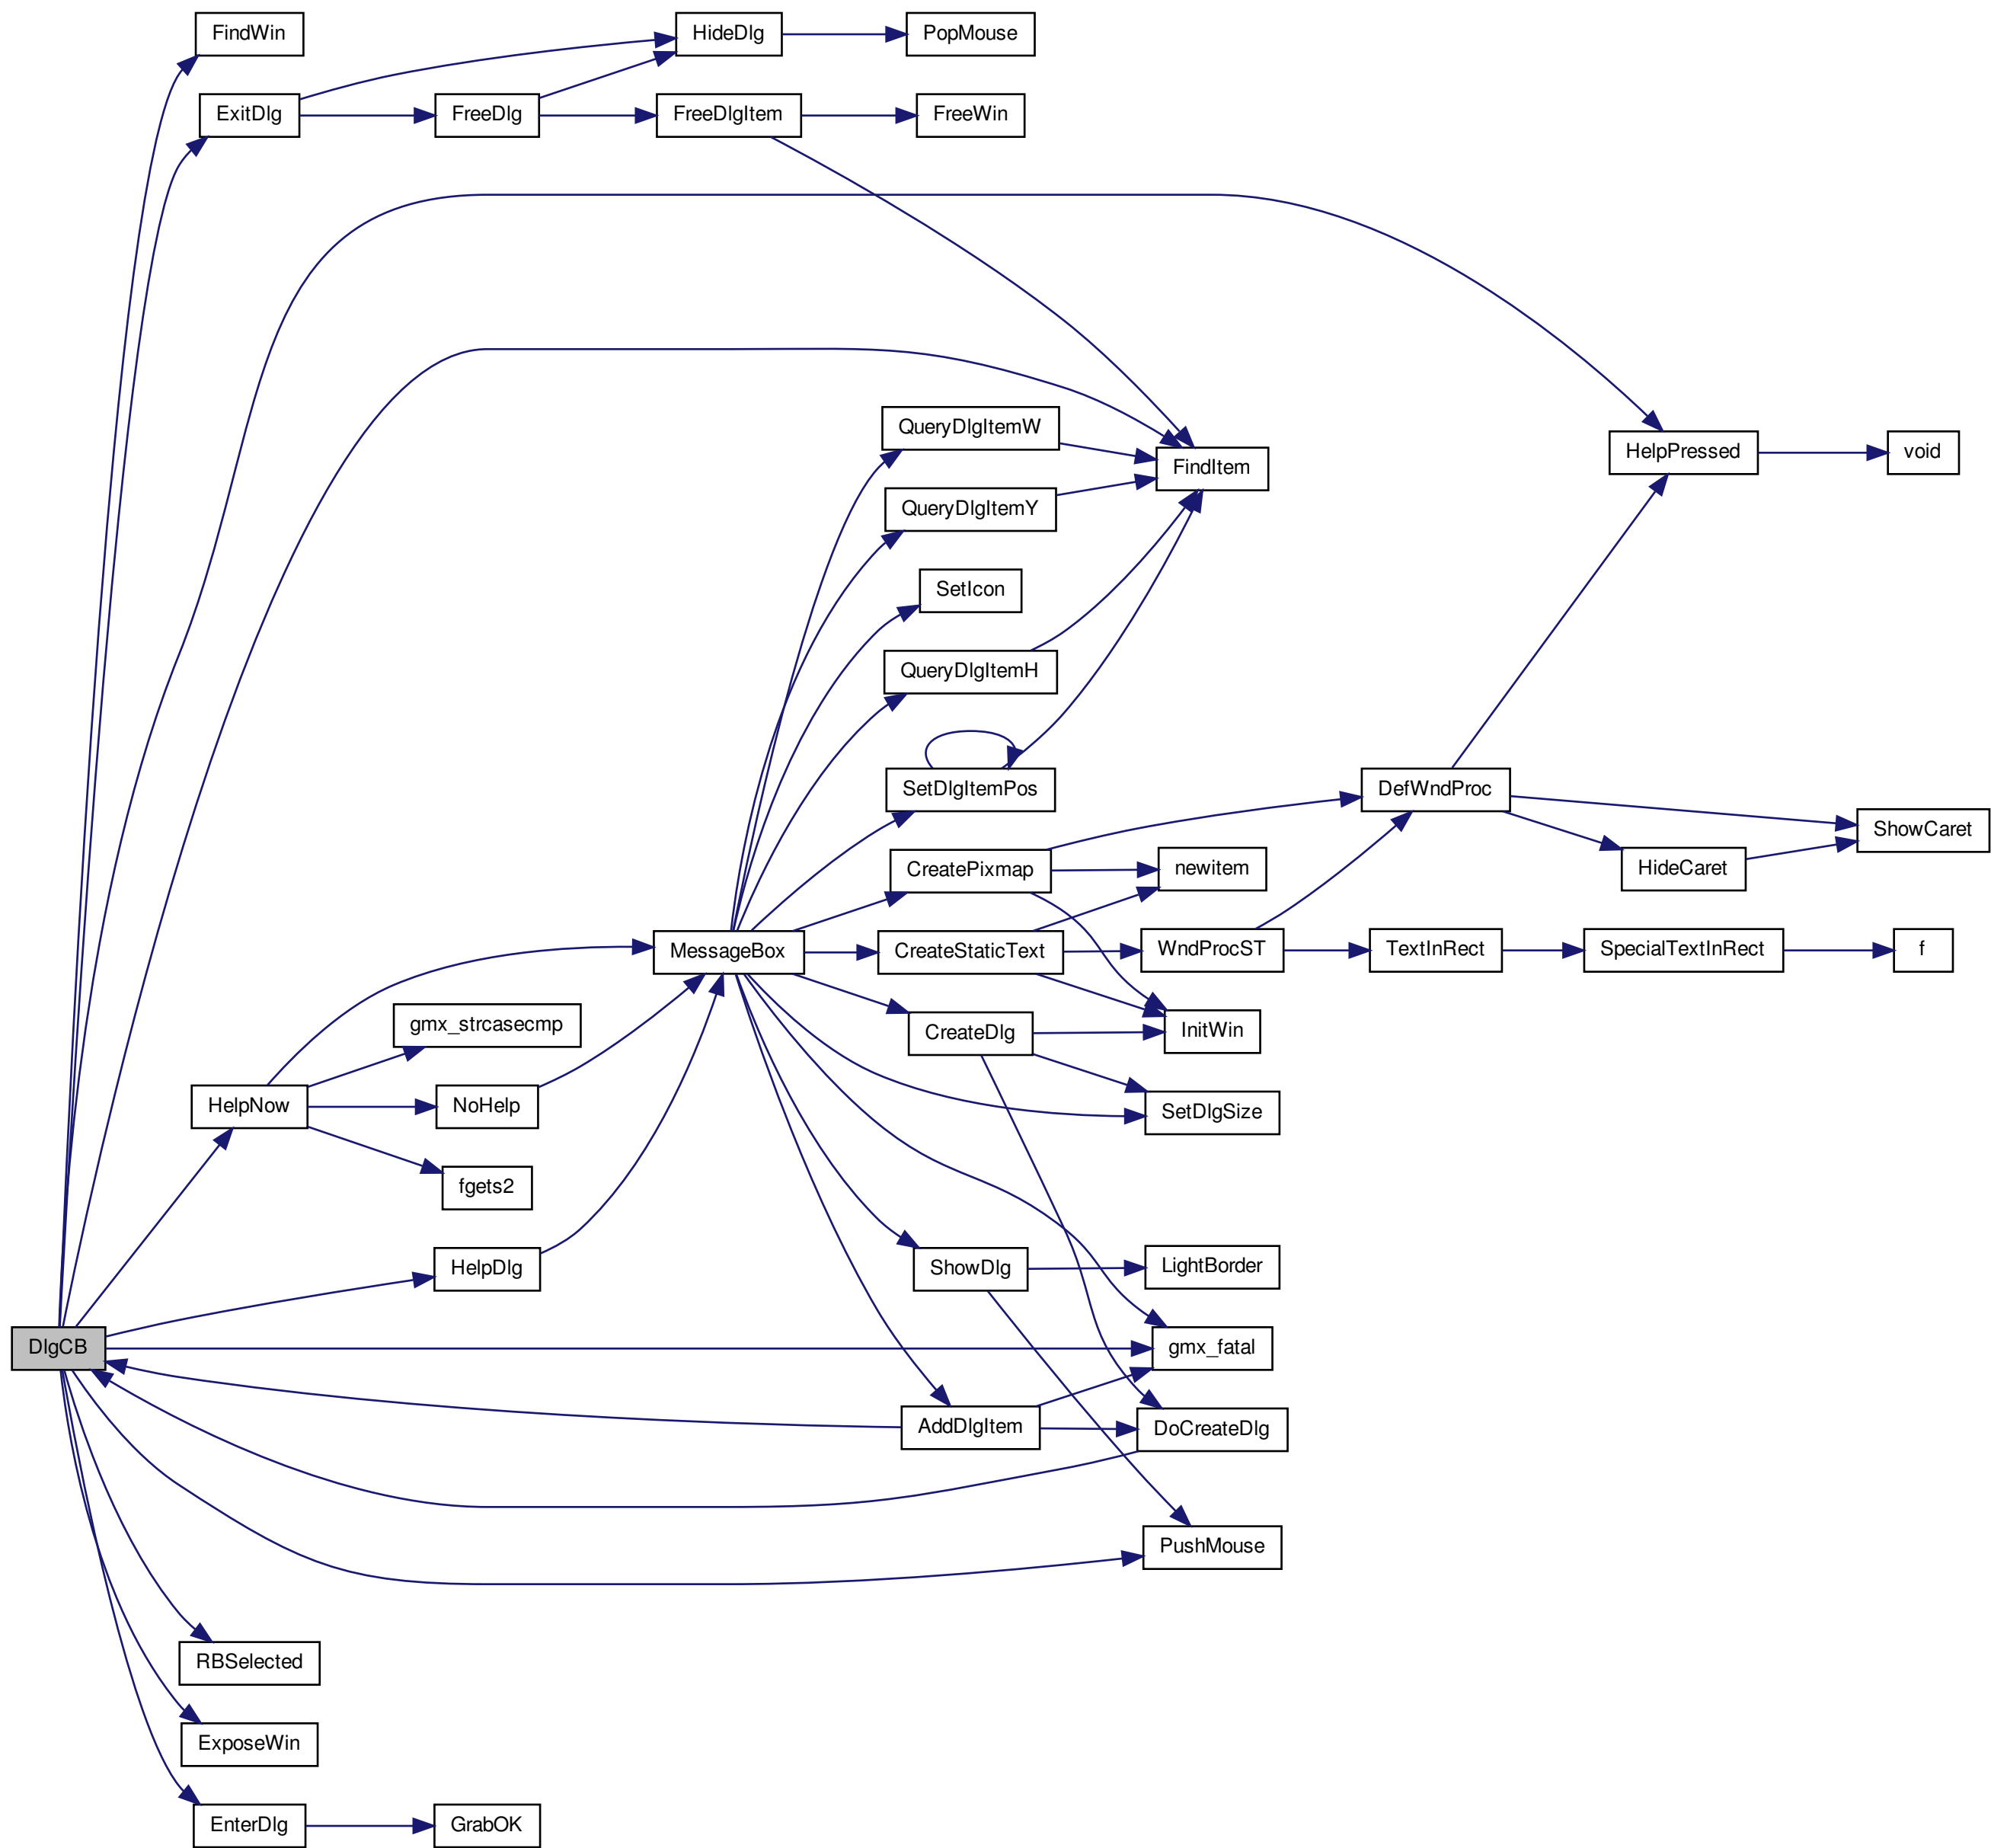 FindWin
HideDlg
PopMouse
ExitDlg
FreeDlg
FreeDlgItem
FreeWin
QueryDlgItemW
FindItem
HelpPressed
void
QueryDlgItemY
SetIcon
QueryDlgItemH
SetDlgItemPos
DefWndProc
ShowCaret
CreatePixmap
newitem
HideCaret
MessageBox
CreateStaticText
WndProcST
TextInRect
SpecialTextInRect
f
gmx_strcasecmp
CreateDlg
InitWin
HelpNow
NoHelp
SetDlgSize
fgets2
HelpDlg
ShowDlg
LightBorder
DlgCB
gmx_fatal
AddDlgItem
DoCreateDlg
PushMouse
RBSelected
ExposeWin
EnterDlg
GrabOK